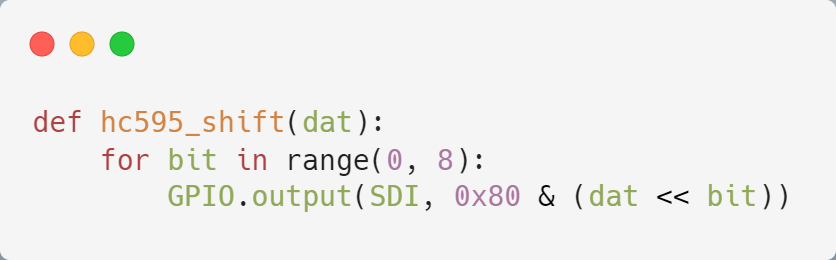 def hc595_shift(dat):
    for bit in range(0, 8):
        GPIO.output(SDI, 0x80 & (dat << bit))